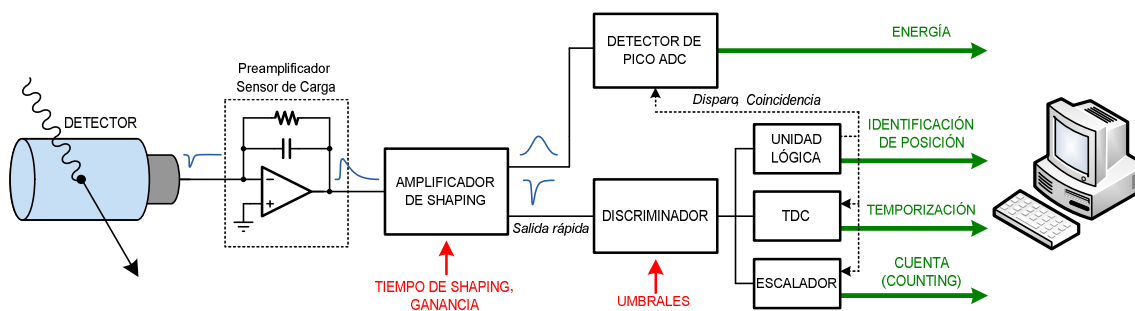 DETECTOR
Preamplificador
Sensor de Carga
AMPLIFICADOR
DE SHAPING
TIEMPO DE SHAPING,
GANANCIA
Salida rápida
DETECTOR DE
PICO ADC
ENERGÍA
Disparo, Coincidencia
DISCRIMINADOR
UMBRALES
UNIDAD
LÓGICA
IDENTIFICACIÓN
DE POSICIÓN
TDC
TEMPORIZACIÓN
ESCALADOR
CUENTA
(COUNTING)